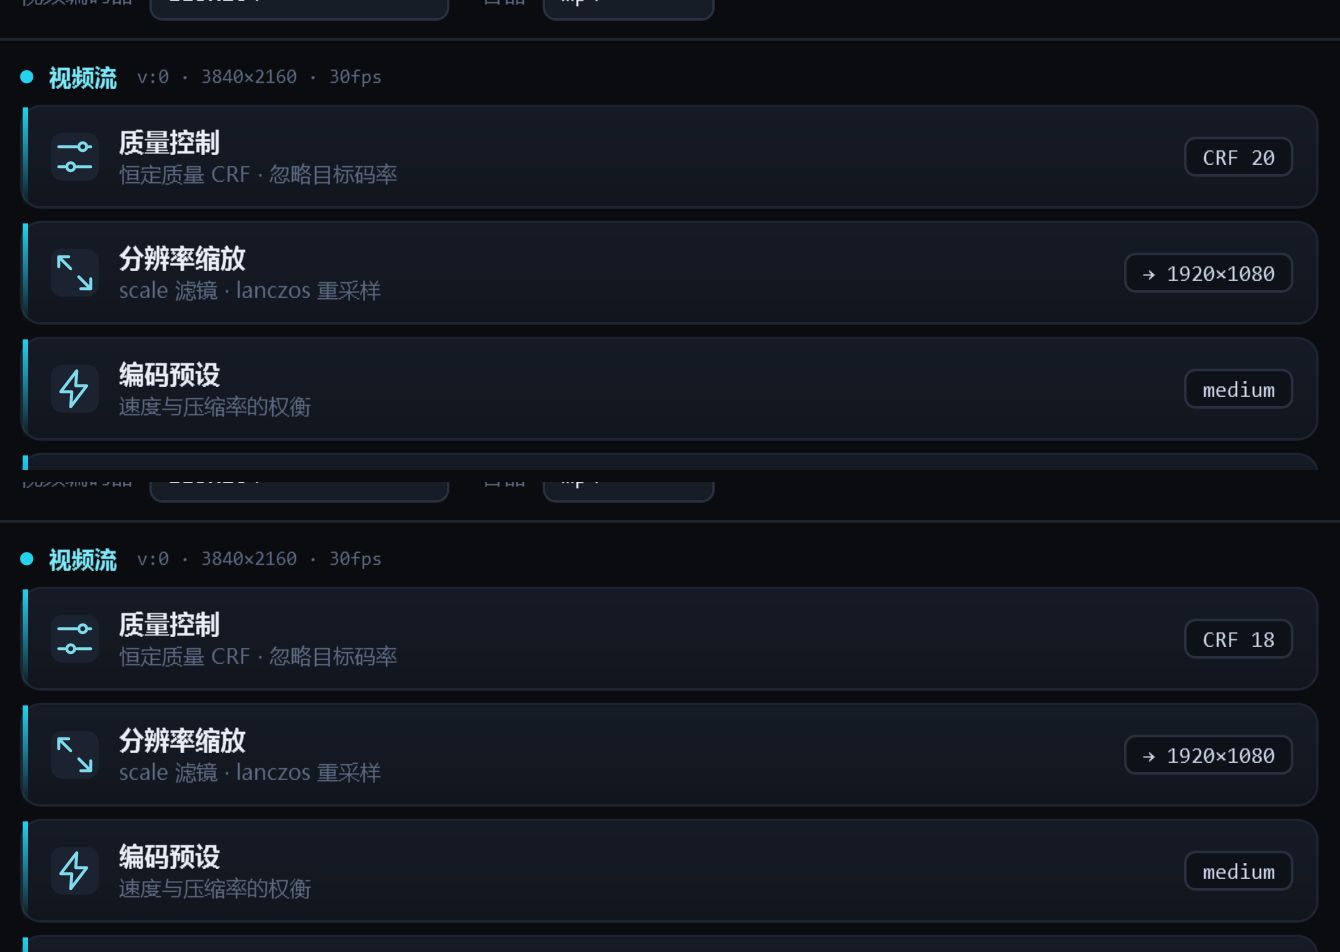 视频流 v:0 · 3840×2160 · 30fps
质量控制
恒定质量 CRF · 忽略目标码率
CRF 20
分辨率缩放
scale 滤镜 · lanczos 重采样
→ 1920×1080
编码预设
速度与压缩率的权衡
medium
视频流 v:0 · 3840×2160 · 30fps
质量控制
恒定质量 CRF · 忽略目标码率
CRF 18
分辨率缩放
scale 滤镜 · lanczos 重采样
→ 1920×1080
编码预设
速度与压缩率的权衡
medium